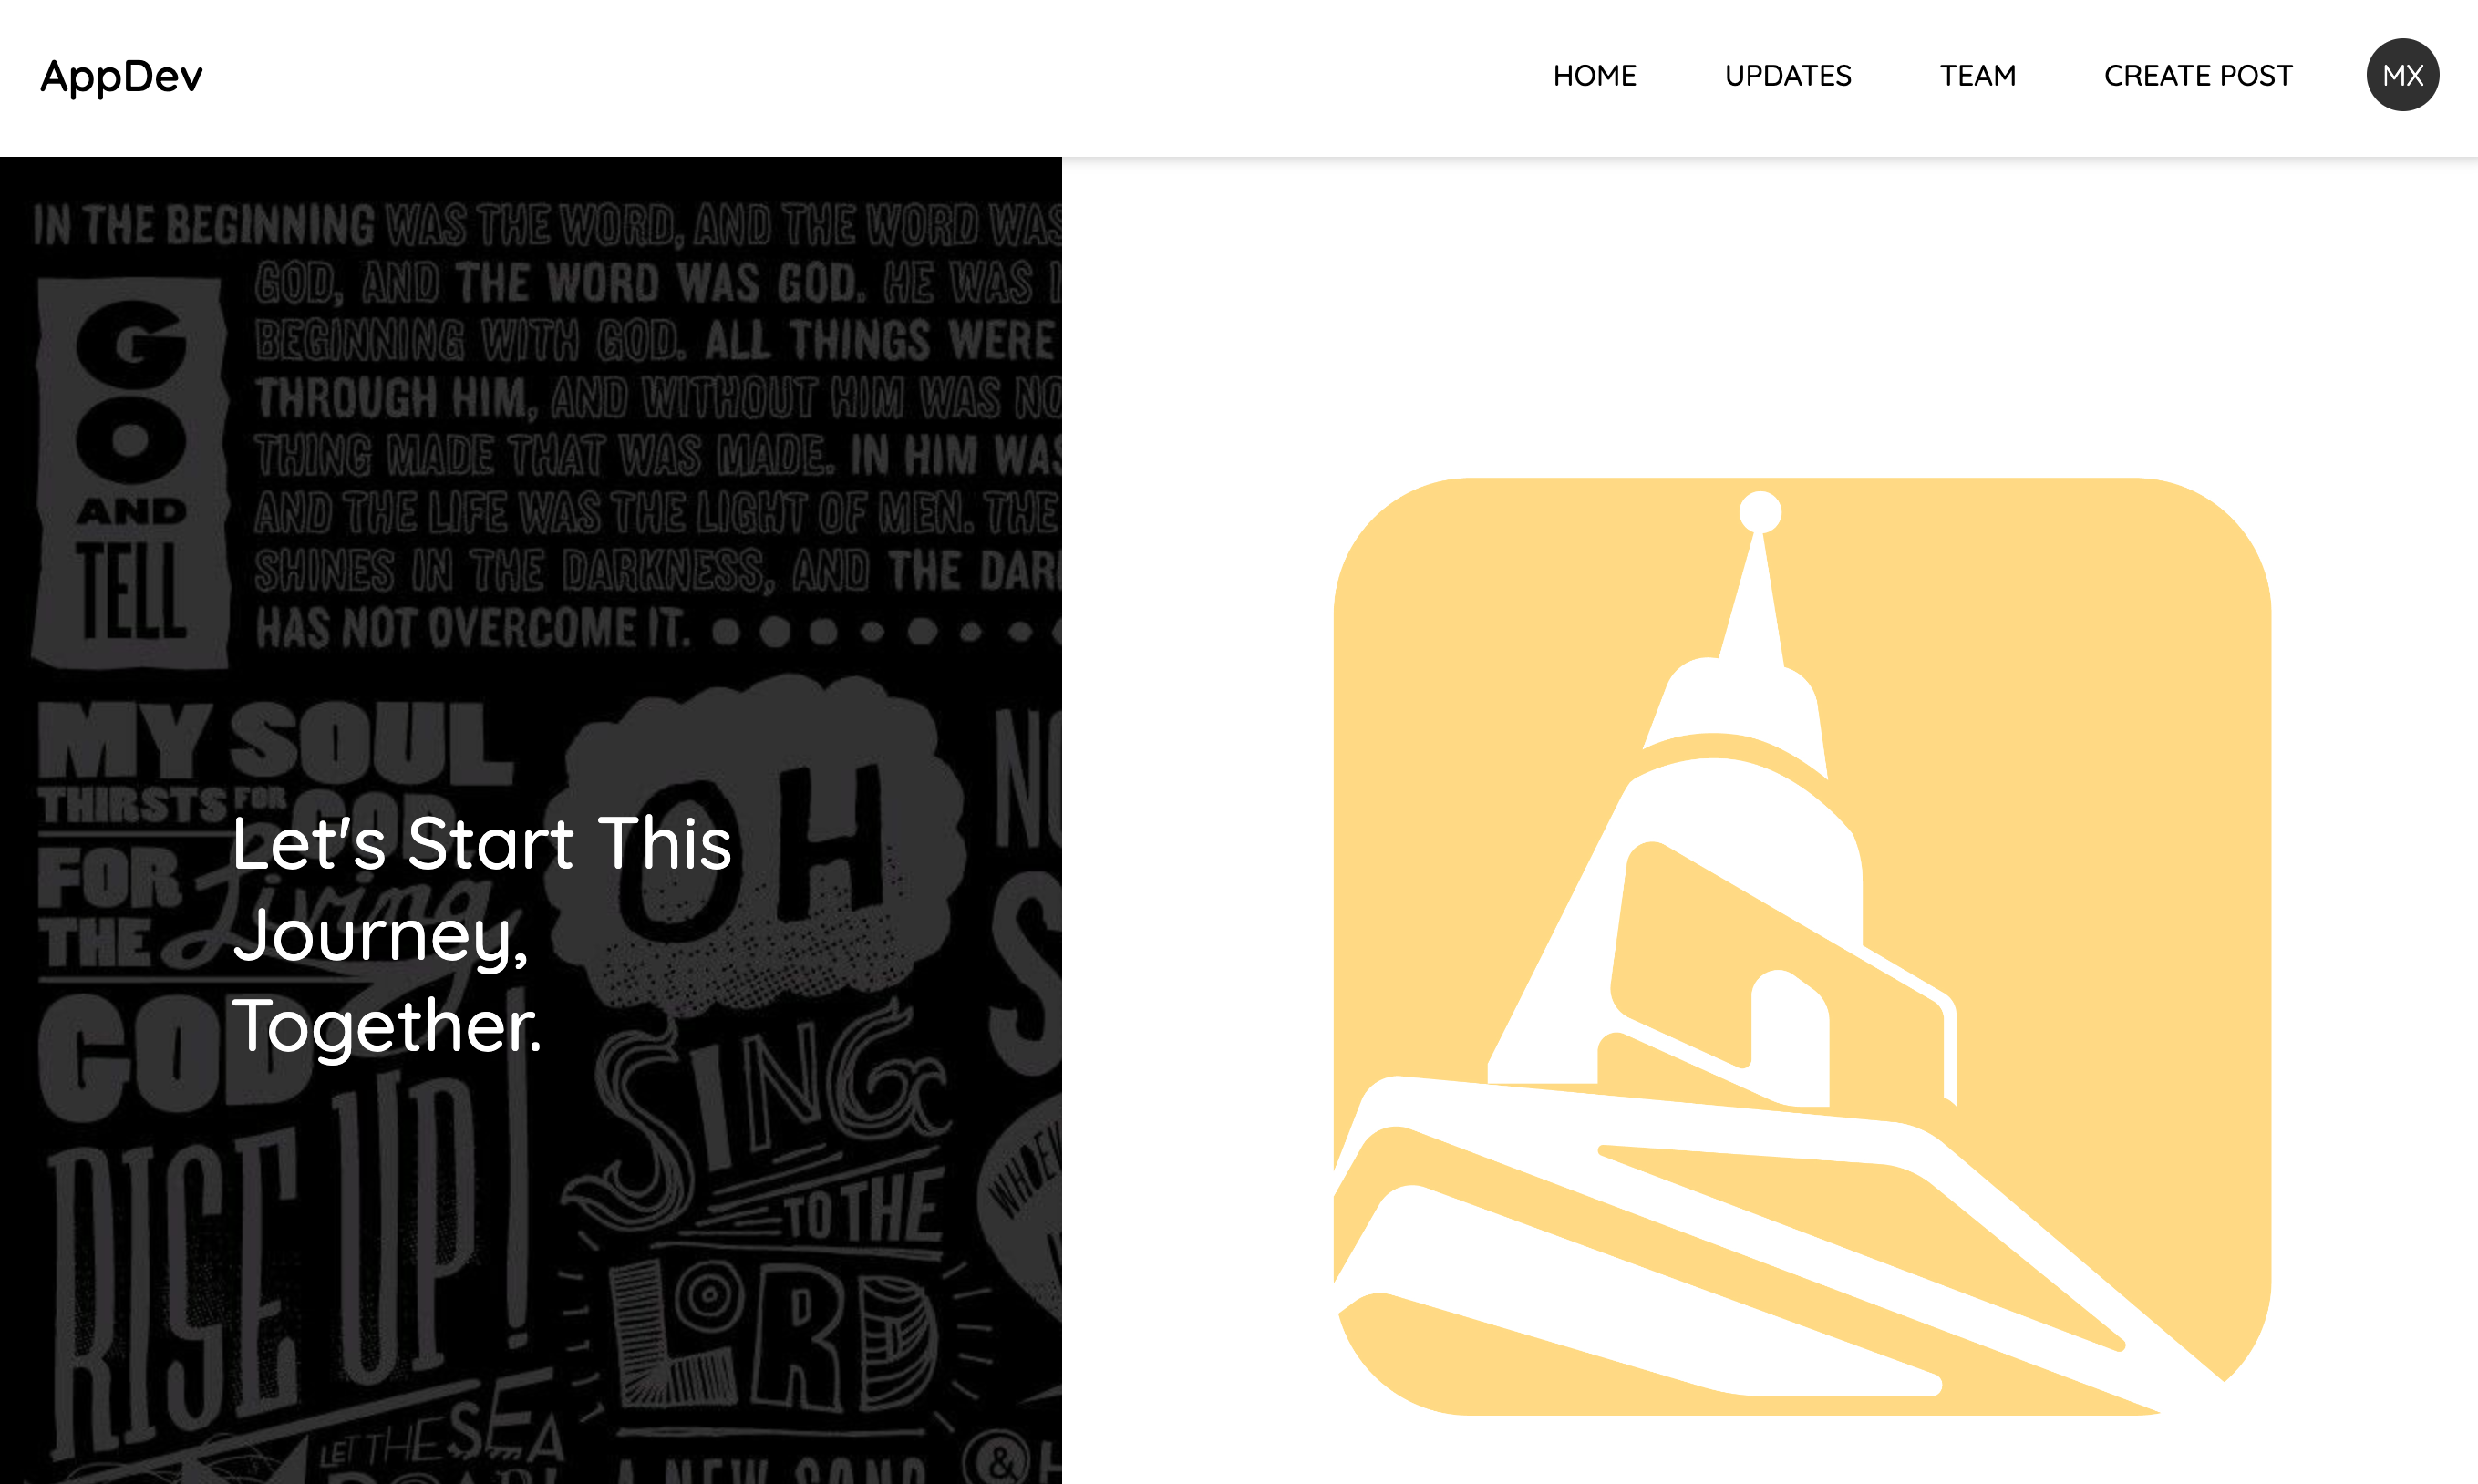 AppDev
HOME
UPDATES
TEAM
CREATE POST
MX
IN THE BEGINNING WAS THE WORD, AND THE WORD WAS
GOD, AND THE WORD WAS GOD. HE WAS
BEGINNING WITH GOD. ALL THINGS WERE
THROUGH HIM, AND WITHOUT HIM WAS
THING MADE THAT WAS MADE. IN HIM WAS
AND THE LIFE WAS THE LIGHT OF MEN. THE
SHINES IN THE DARKNESS, AND THE DAR
HAS NOT OVERCOME IT.
GO
AND
TELL
MY SOUL
THIRSTS FOR GOD
FOR
THE Living
GOD
OH
Let's Start This
Journey,
Together.
SING
TO THE
LORD
RISE UP!
LET THE SEA
A NEW SONG
&